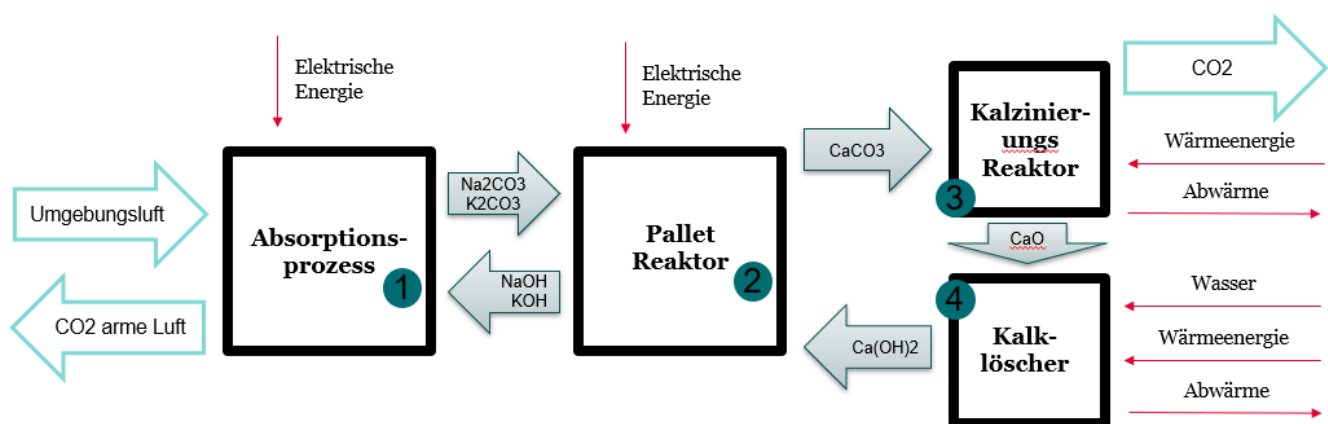 Elektrische
Energie
Elektrische
Energie
CO2
Kalzinier-
ungs
Reaktor
3
Wärmeenergie
Abwärme
CaCO3
Umgebungsluft
Na2CO3
K2CO3
Absorptions-
prozess
1
Pallet
Reaktor
2
NaOH
KOH
CaO
CO2 arme Luft
Ca(OH)2
4
Kalk-
löscher
Wasser
Wärmeenergie
Abwärme